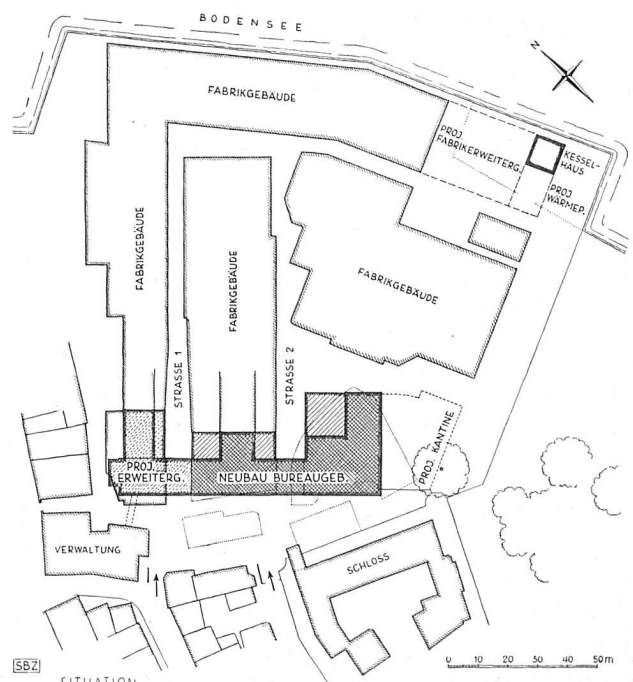 BODENSEE
N
FABRIKGEBÄUDE
PROJ.
FABRIKERWEITERG.
KESSEL-
HAUS
PROJ.
WÄRMEP.
FABRIKGEBÄUDE
FABRIKGEBÄUDE
FABRIKGEBÄUDE
STRASSE 1
STRASSE 2
PROJ. KANTINE
PROJ.
ERWEITERG.
NEUBAU BUREAUGEB.
VERWALTUNG
SCHLOSS
SBZ
SITUATION
0 10 20 30 40 50m